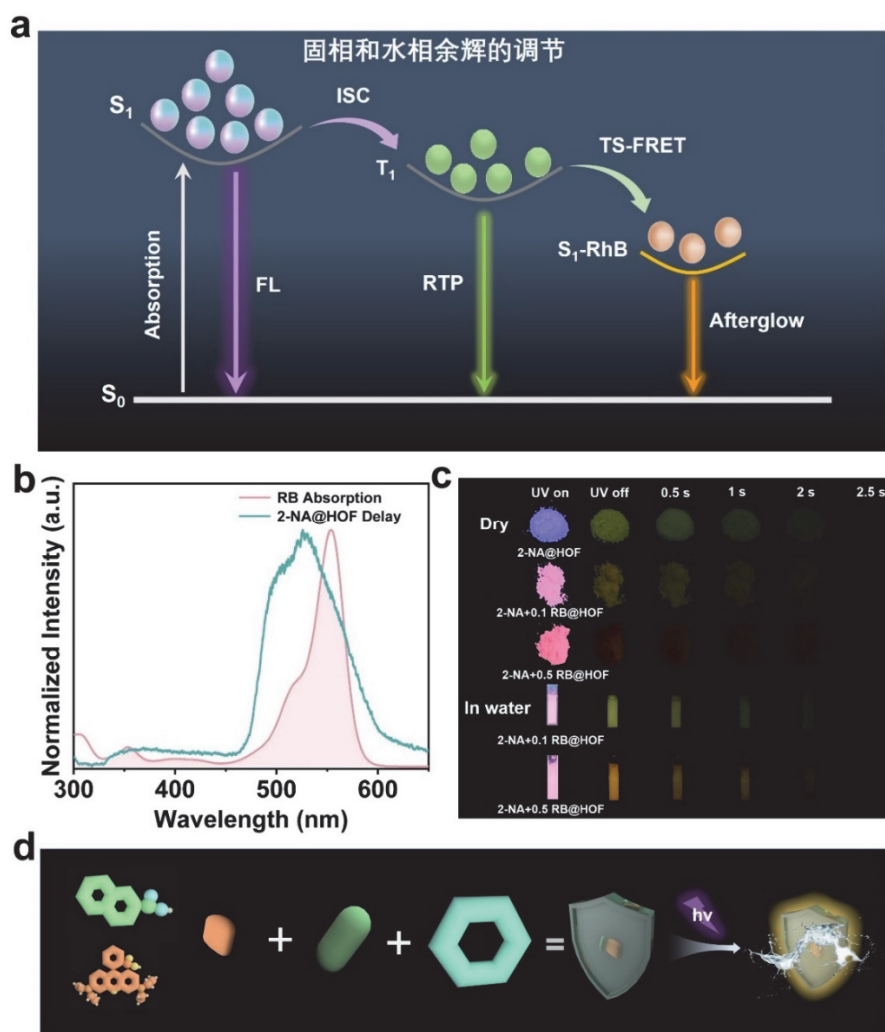 a
固相和水相余辉的调节
S1
ISC
T1
TS-FRET
S1-RhB
Absorption
FL
RTP
Afterglow
S0
b
Normalized Intensity (a.u.)
RB Absorption
2-NA@HOF Delay
300 400 500 600
Wavelength (nm)
c
UV on UV off 0.5 s 1 s 2 s 2.5 s
Dry
2-NA@HOF
2-NA+0.1 RB@HOF
2-NA+0.5 RB@HOF
In water
2-NA+0.1 RB@HOF
2-NA+0.5 RB@HOF
d
+ + = hv